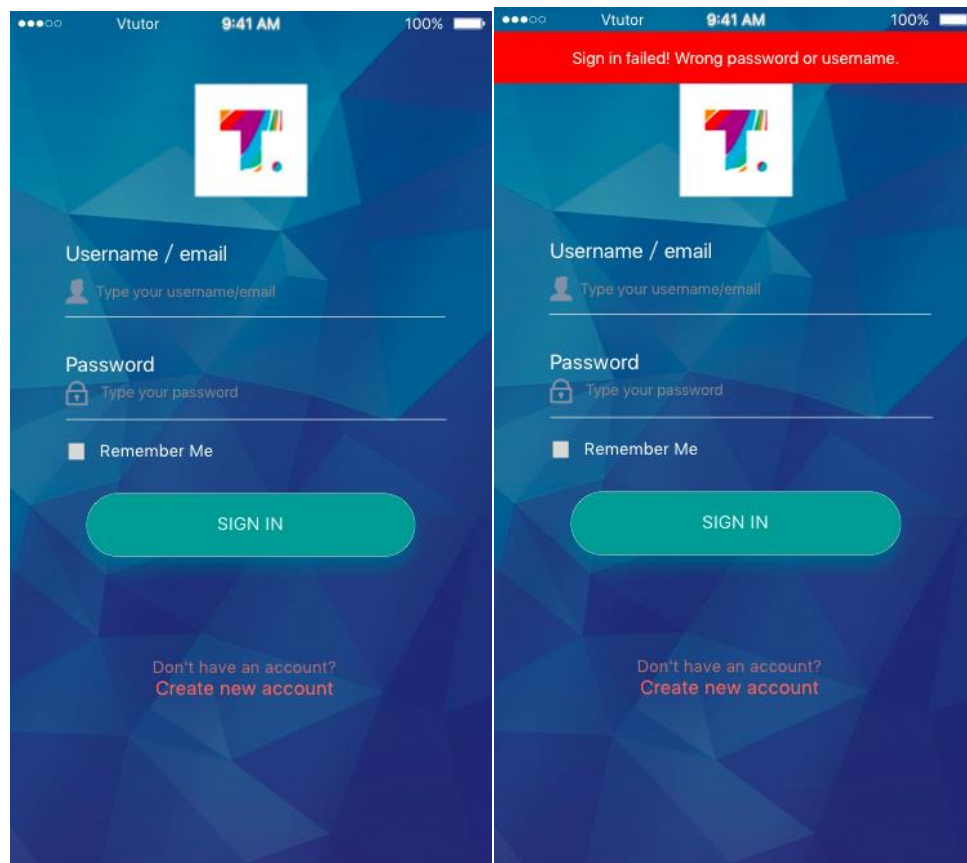 Vtutor 9:41 AM 100%
T.
Username / email
Type your username/email
Password
Type your password
Remember Me
SIGN IN
Don't have an account?
Create new account
Vtutor 9:41 AM 100%
Sign in failed! Wrong password or username.
T.
Username / email
Type your username/email
Password
Type your password
Remember Me
SIGN IN
Don't have an account?
Create new account